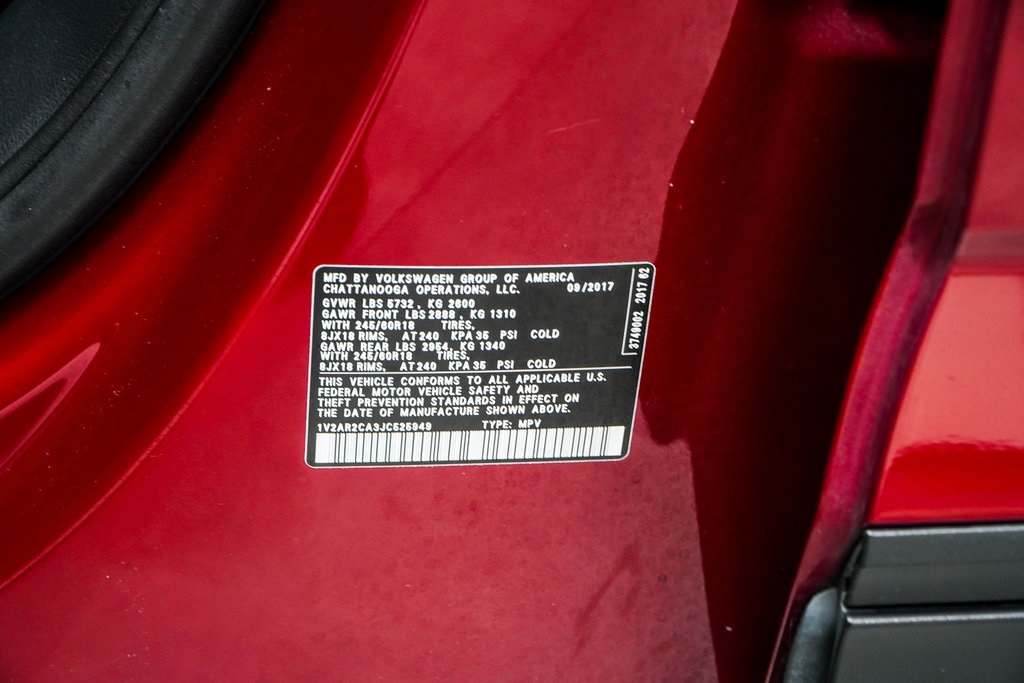 MFD BY VOLKSWAGEN GROUP OF AMERICA
CHATTANOOGA OPERATIONS, LLC. 09/2017
GVWR LBS 5732, KG 2600
GAWR FRONT LBS 2888, KG 1310
WITH 245/60R18 TIRES,
8JX18 RIMS, AT 240 KPA 35 PSI COLD
GAWR REAR LBS 2954, KG 1340
WITH 245/60R18 TIRES,
8JX18 RIMS, AT 240 KPA 35 PSI COLD
THIS VEHICLE CONFORMS TO ALL APPLICABLE U.S.
FEDERAL MOTOR VEHICLE SAFETY AND
THEFT PREVENTION STANDARDS IN EFFECT ON
THE DATE OF MANUFACTURE SHOWN ABOVE.
1V2AR2CA3JC525949 TYPE: MPV
3740002 2017 02